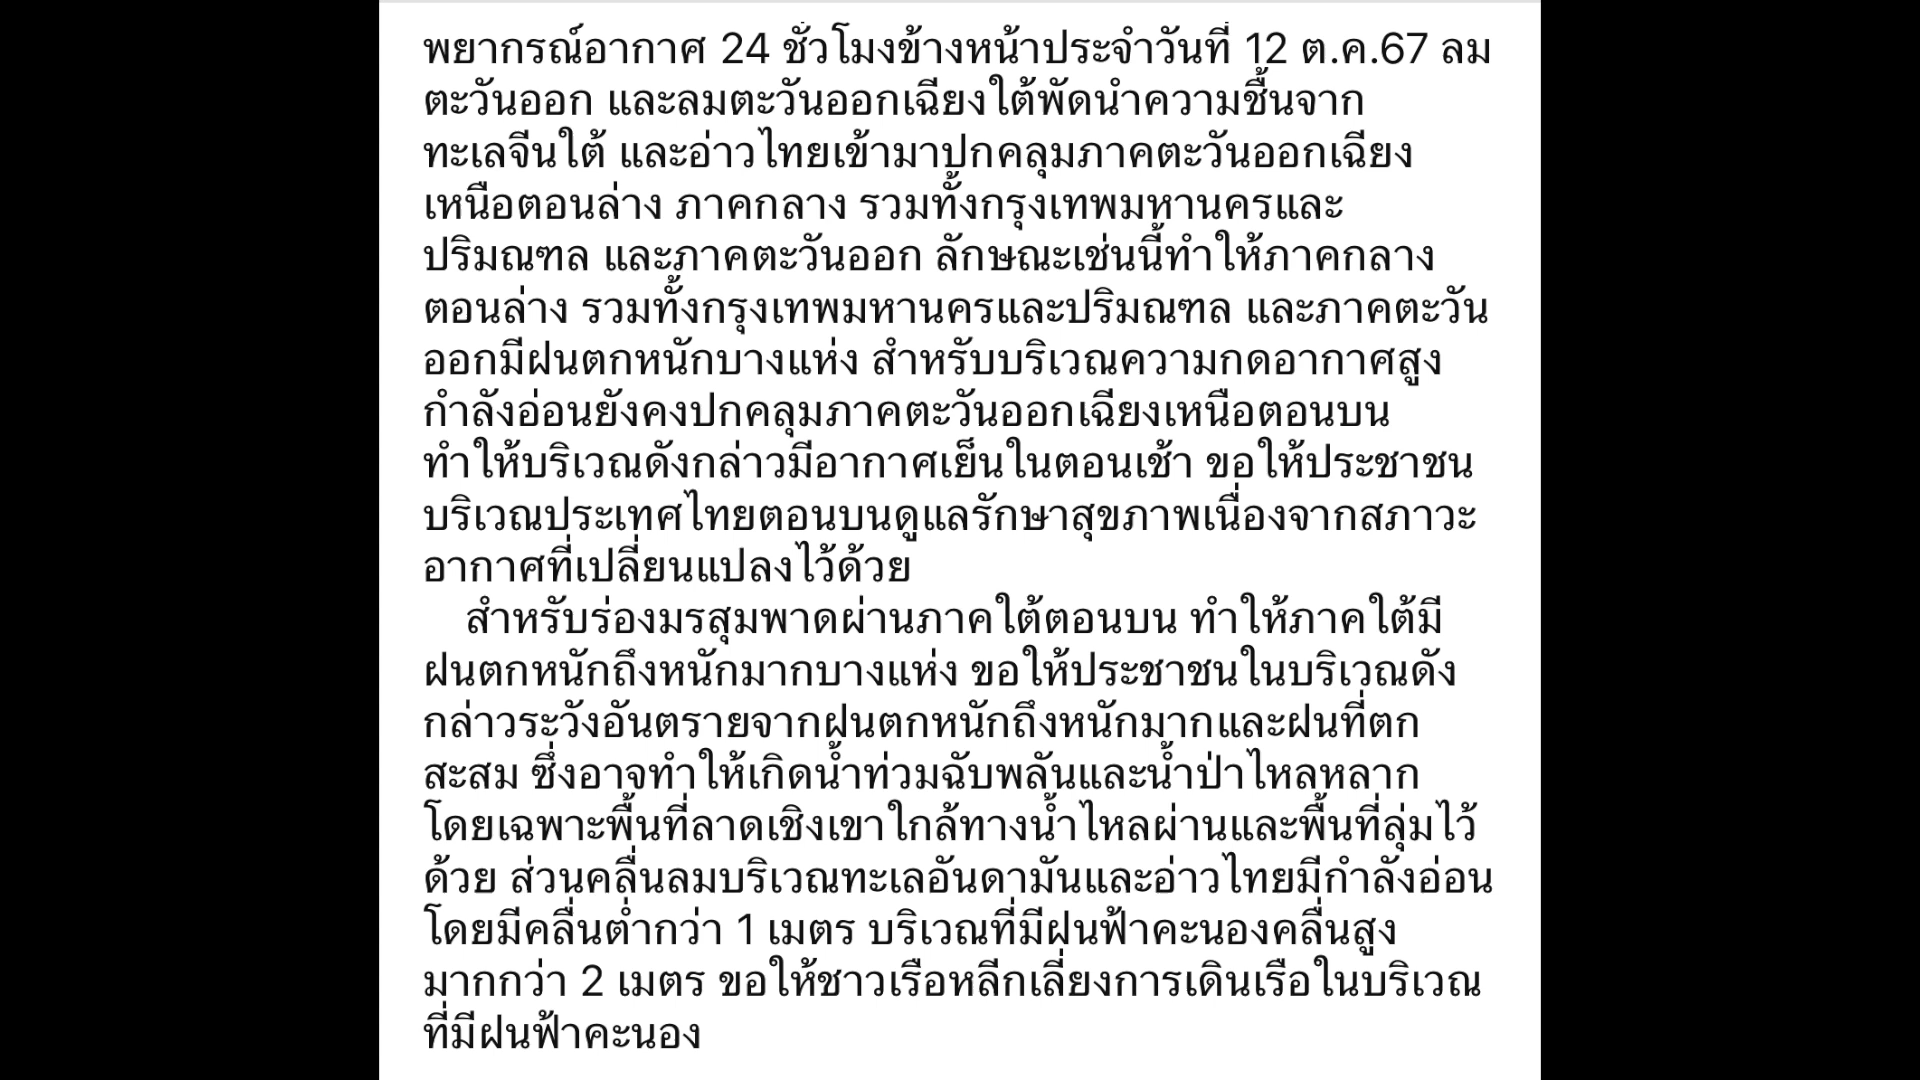 พยากรณ์อากาศ 24 ชั่วโมงข้างหน้าประจำวันที่ 12 ต.ค.67 ลม
ตะวันออก และลมตะวันออกเฉียงใต้พัดนำความชื้นจาก
ทะเลจีนใต้ และอ่าวไทยเข้ามาปกคลุมภาคตะวันออกเฉียง
เหนือตอนล่าง ภาคกลาง รวมทั้งกรุงเทพมหานครและ
ปริมณฑล และภาคตะวันออก ลักษณะเช่นนี้ทำให้ภาคกลาง
ตอนล่าง รวมทั้งกรุงเทพมหานครและปริมณฑล และภาคตะวัน
ออกมีฝนตกหนักบางแห่ง สำหรับบริเวณความกดอากาศสูง
กำลังอ่อนยังคงปกคลุมภาคตะวันออกเฉียงเหนือตอนบน
ทำให้บริเวณดังกล่าวมีอากาศเย็นในตอนเช้า ขอให้ประชาชน
บริเวณประเทศไทยตอนบนดูแลรักษาสุขภาพเนื่องจากสภาวะ
อากาศที่เปลี่ยนแปลงไว้ด้วย
สำหรับร่องมรสุมพาดผ่านภาคใต้ตอนบน ทำให้ภาคใต้มี
ฝนตกหนักถึงหนักมากบางแห่ง ขอให้ประชาชนในบริเวณดัง
กล่าวระวังอันตรายจากฝนตกหนักถึงหนักมากและฝนที่ตก
สะสม ซึ่งอาจทำให้เกิดน้ำท่วมฉับพลันและน้ำป่าไหลหลาก
โดยเฉพาะพื้นที่ลาดเชิงเขาใกล้ทางน้ำไหลผ่านและพื้นที่ลุ่มไว้
ด้วย ส่วนคลื่นลมบริเวณทะเลอันดามันและอ่าวไทยมีกำลังอ่อน
โดยมีคลื่นต่ำกว่า 1 เมตร บริเวณที่มีฝนฟ้าคะนองคลื่นสูง
มากกว่า 2 เมตร ขอให้ชาวเรือหลีกเลี่ยงการเดินเรือในบริเวณ
ที่มีฝนฟ้าคะนอง